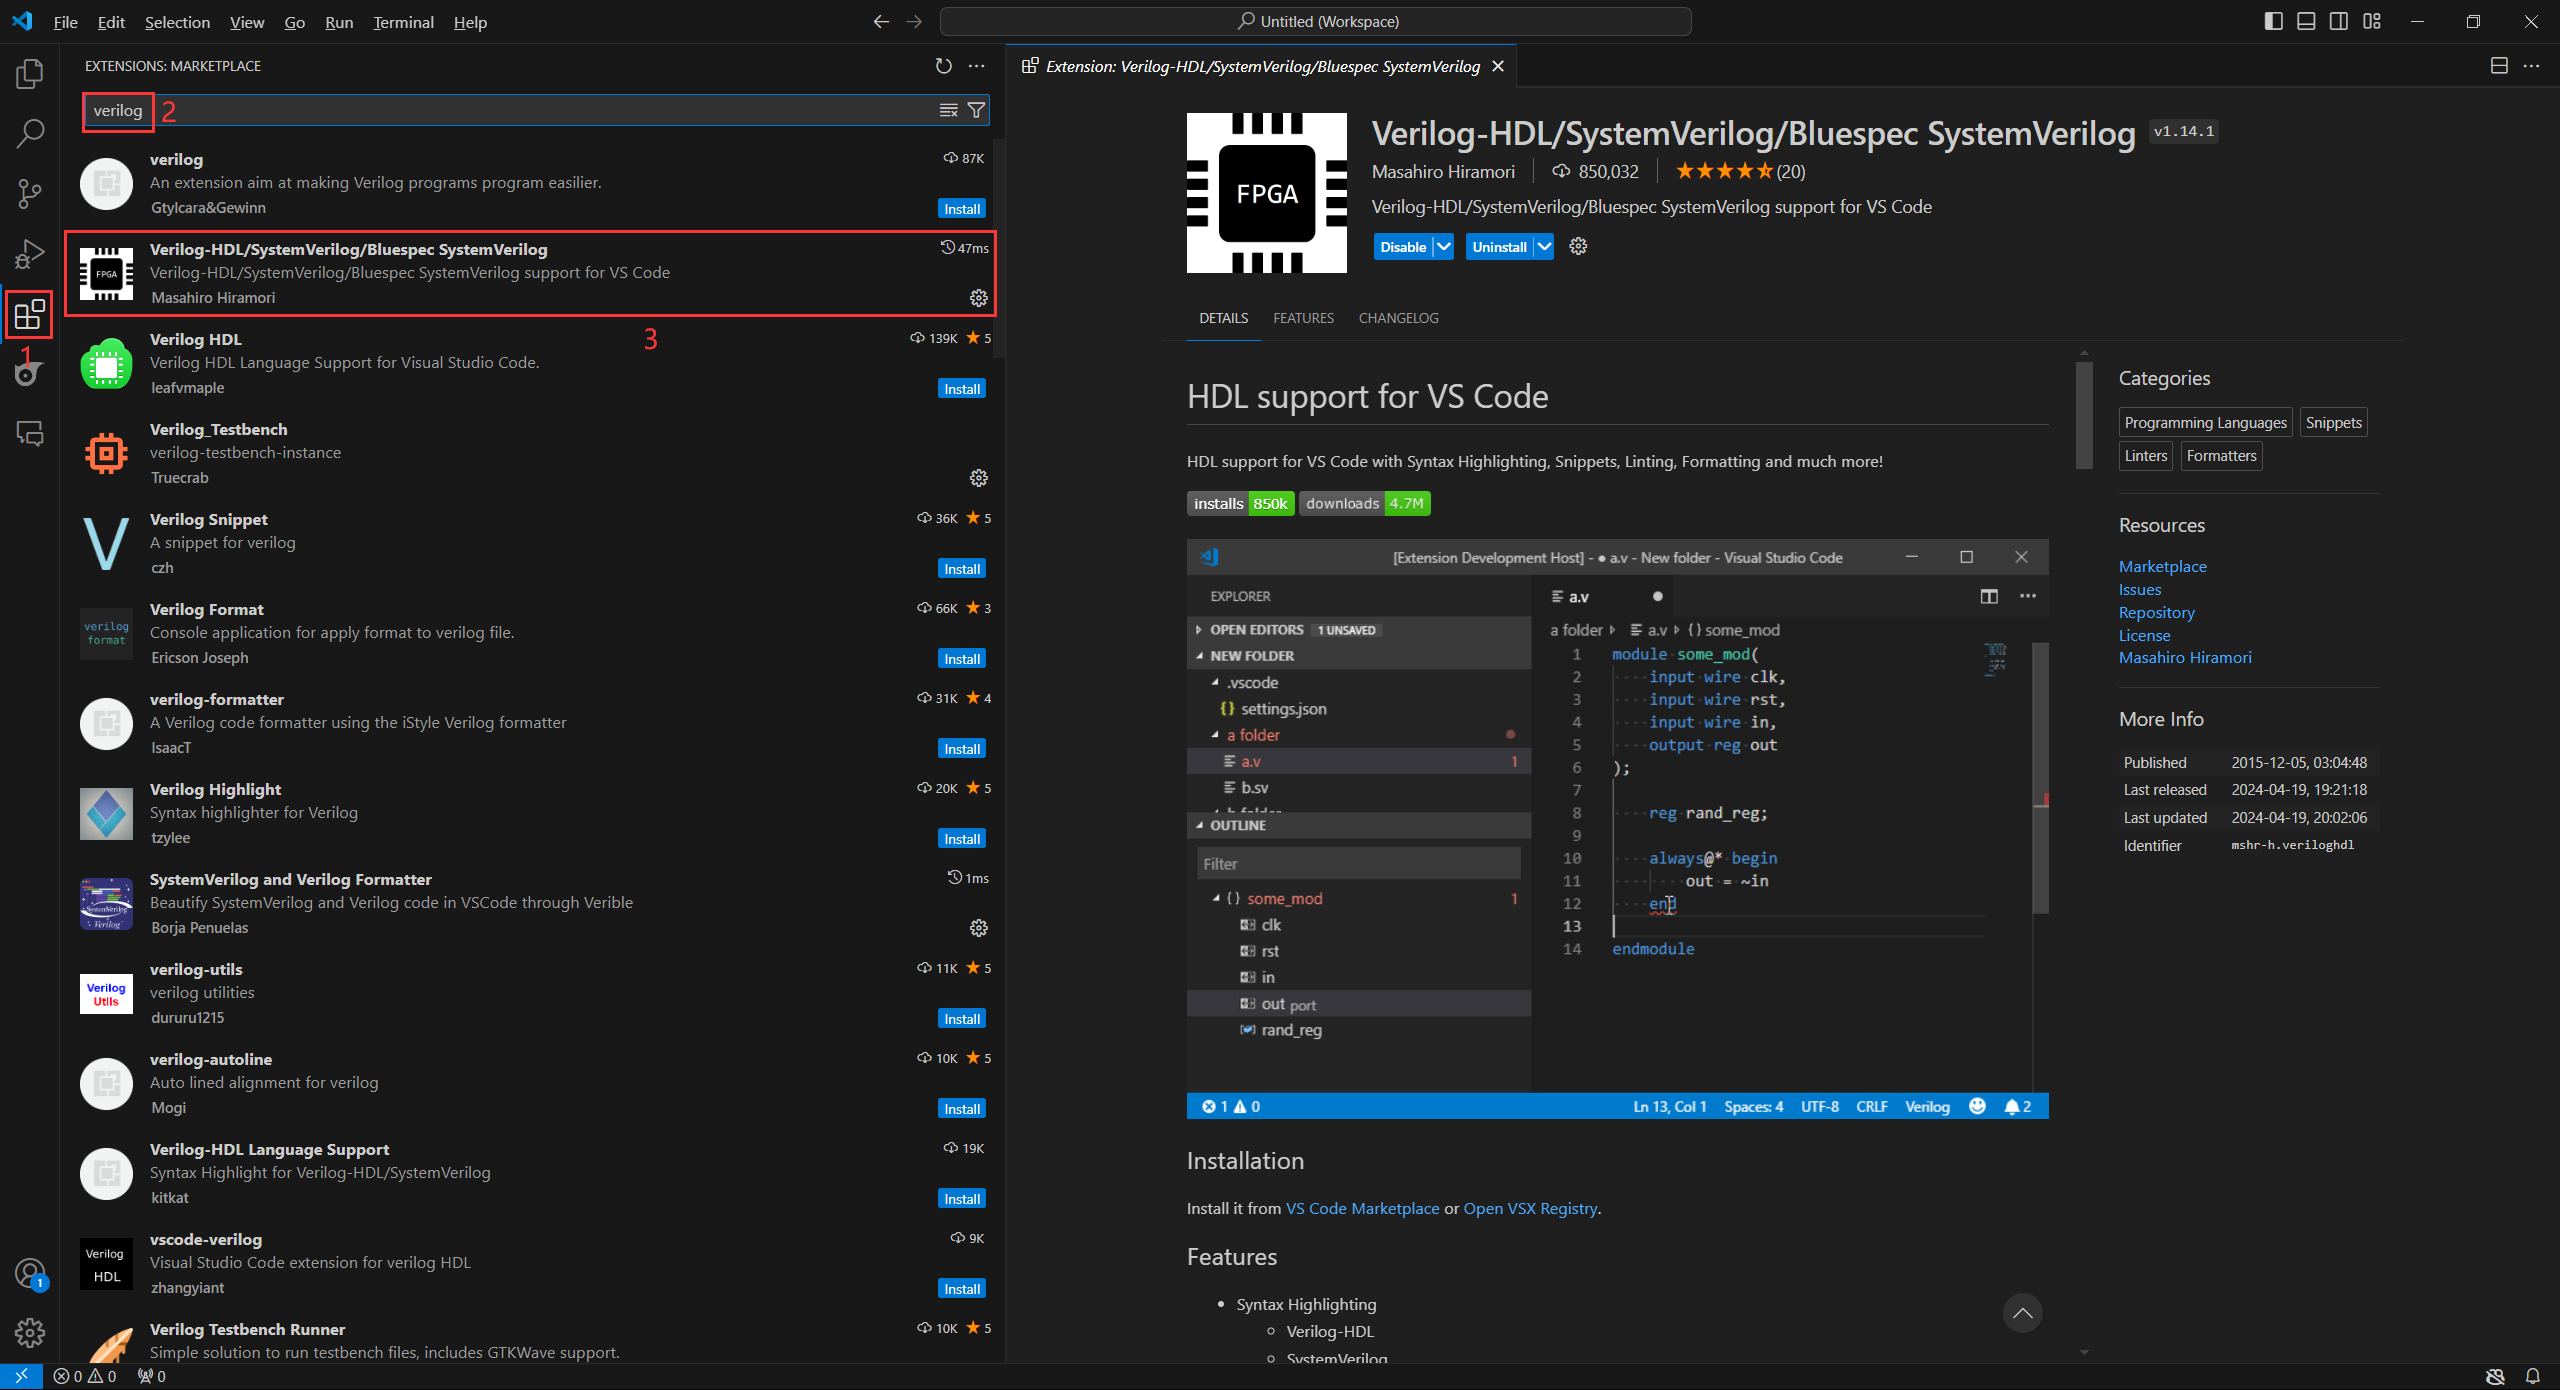 File Edit Selection View Go Run Terminal Help
Untitled (Workspace)
EXTENSIONS: MARKETPLACE
verilog 2
1
verilog 87K
An extension aim at making Verilog programs program easilier.
Gtylcara&Gewinn Install
Verilog-HDL/SystemVerilog/Bluespec SystemVerilog 47ms
Verilog-HDL/SystemVerilog/Bluespec SystemVerilog support for VS Code
FPGA
Masahiro Hiramori
3
Verilog HDL 139K 5
Verilog HDL Language Support for Visual Studio Code.
leafvmaple Install
Verilog_Testbench
verilog-testbench-instance
Truecrab
Verilog Snippet 36K 5
A snippet for verilog
czh Install
Verilog Format 66K 3
verilog
format
Console application for apply format to verilog file.
Ericson Joseph Install
verilog-formatter 31K 4
A Verilog code formatter using the iStyle Verilog formatter
IsaacT Install
Verilog Highlight 20K 5
Syntax highlighter for Verilog
tzylee Install
SystemVerilog and Verilog Formatter 1ms
Beautify SystemVerilog and Verilog code in VSCode through Verible
SystemVerilog
Verilog
Borja Penuelas
verilog-utils 11K 5
Verilog
Utils
verilog utilities
dururu1215 Install
verilog-autoline 10K 5
Auto lined alignment for verilog
Mogi Install
Verilog-HDL Language Support 19K
Syntax Highlight for Verilog-HDL/SystemVerilog
kitkat Install
vscode-verilog 9K
Verilog
HDL
Visual Studio Code extension for verilog HDL
zhangyiant Install
Verilog Testbench Runner 10K 5
Simple solution to run testbench files, includes GTKWave support.
1
0 0 0
Extension: Verilog-HDL/SystemVerilog/Bluespec SystemVerilog
FPGA
Verilog-HDL/SystemVerilog/Bluespec SystemVerilog v1.14.1
Masahiro Hiramori 850,032 (20)
Verilog-HDL/SystemVerilog/Bluespec SystemVerilog support for VS Code
Disable Uninstall
DETAILS FEATURES CHANGELOG
HDL support for VS Code
HDL support for VS Code with Syntax Highlighting, Snippets, Linting, Formatting and much more!
installs 850k downloads 4.7M
[Extension Development Host] - ● a.v - New folder - Visual Studio Code
EXPLORER
OPEN EDITORS 1 UNSAVED
NEW FOLDER
.vscode
{} settings.json
a folder
a.v 1
b.sv
b folder
OUTLINE
Filter
{} some_mod 1
clk
rst
in
out port
rand_reg
a.v
a folder a.v {} some_mod
1 module some_mod(
2 input wire clk,
3 input wire rst,
4 input wire in,
5 output reg out
6 );
7
8 reg rand_reg;
9
10 always@* begin
11 out = ~in
12 end
13
14 endmodule
1 0 Ln 13, Col 1 Spaces: 4 UTF-8 CRLF Verilog 2
Installation
Install it from VS Code Marketplace or Open VSX Registry.
Features
• Syntax Highlighting
◦ Verilog-HDL
◦ SystemVerilog
Categories
Programming Languages Snippets
Linters Formatters
Resources
Marketplace
Issues
Repository
License
Masahiro Hiramori
More Info
Published 2015-12-05, 03:04:48
Last released 2024-04-19, 19:21:18
Last updated 2024-04-19, 20:02:06
Identifier mshr-h.veriloghdl